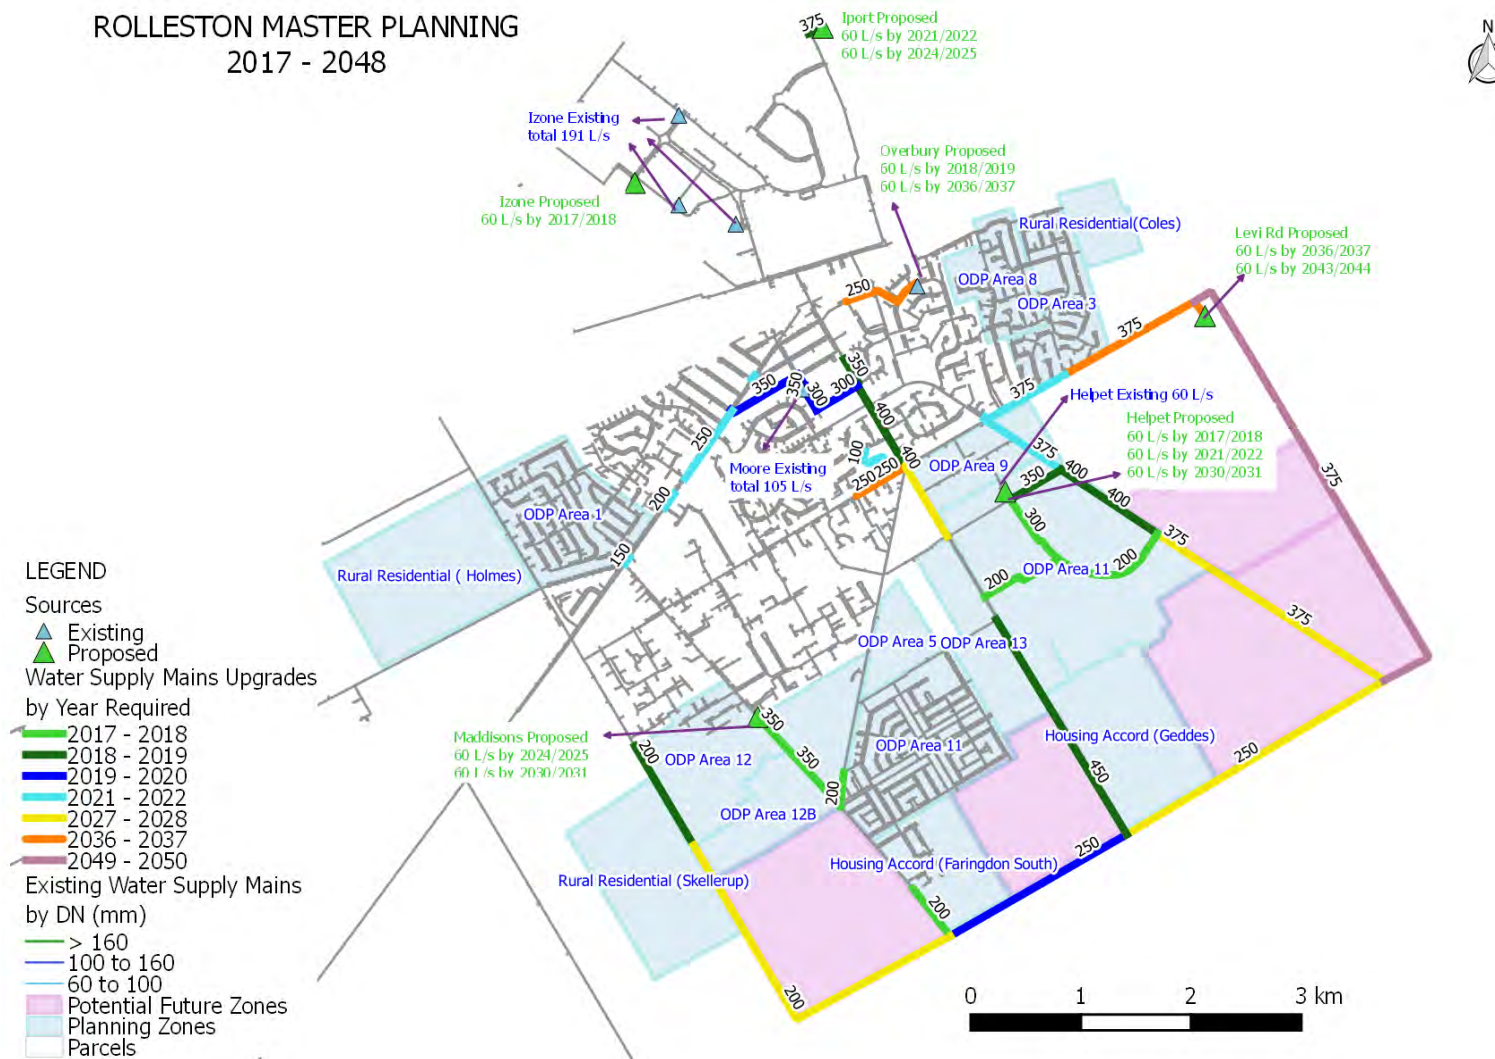 ROLLESTON MASTER PLANNING
2017 - 2048
N
375
Iport Proposed
60 L/s by 2021/2022
60 L/s by 2024/2025
Izone Existing
total 191 L/s
Overbury Proposed
60 L/s by 2018/2019
60 L/s by 2036/2037
Izone Proposed
60 L/s by 2017/2018
Rural Residential(Coles)
Levi Rd Proposed
60 L/s by 2036/2037
60 L/s by 2043/2044
ODP Area 8
250
ODP Area 3
375
350
350
350
300
300
375
Helpet Existing 60 L/s
400
Helpet Proposed
60 L/s by 2017/2018
60 L/s by 2021/2022
60 L/s by 2030/2031
250
100
400
375
Moore Existing
total 105 L/s
ODP Area 9
250
250
350
400
400
375
200
ODP Area 1
300
375
150
ODP Area 11
200
200
Rural Residential ( Holmes)
375
ODP Area 5
ODP Area 13
350
Maddisons Proposed
60 L/s by 2024/2025
60 L/s by 2030/2031
200
ODP Area 12
350
ODP Area 11
Housing Accord (Geddes)
250
450
200
ODP Area 12B
250
Housing Accord (Faringdon South)
Rural Residential (Skellerup)
200
200
LEGEND
Sources
Existing
Proposed
Water Supply Mains Upgrades
by Year Required
2017 - 2018
2018 - 2019
2019 - 2020
2021 - 2022
2027 - 2028
2036 - 2037
2049 - 2050
Existing Water Supply Mains
by DN (mm)
> 160
100 to 160
60 to 100
Potential Future Zones
Planning Zones
Parcels
0 1 2 3 km